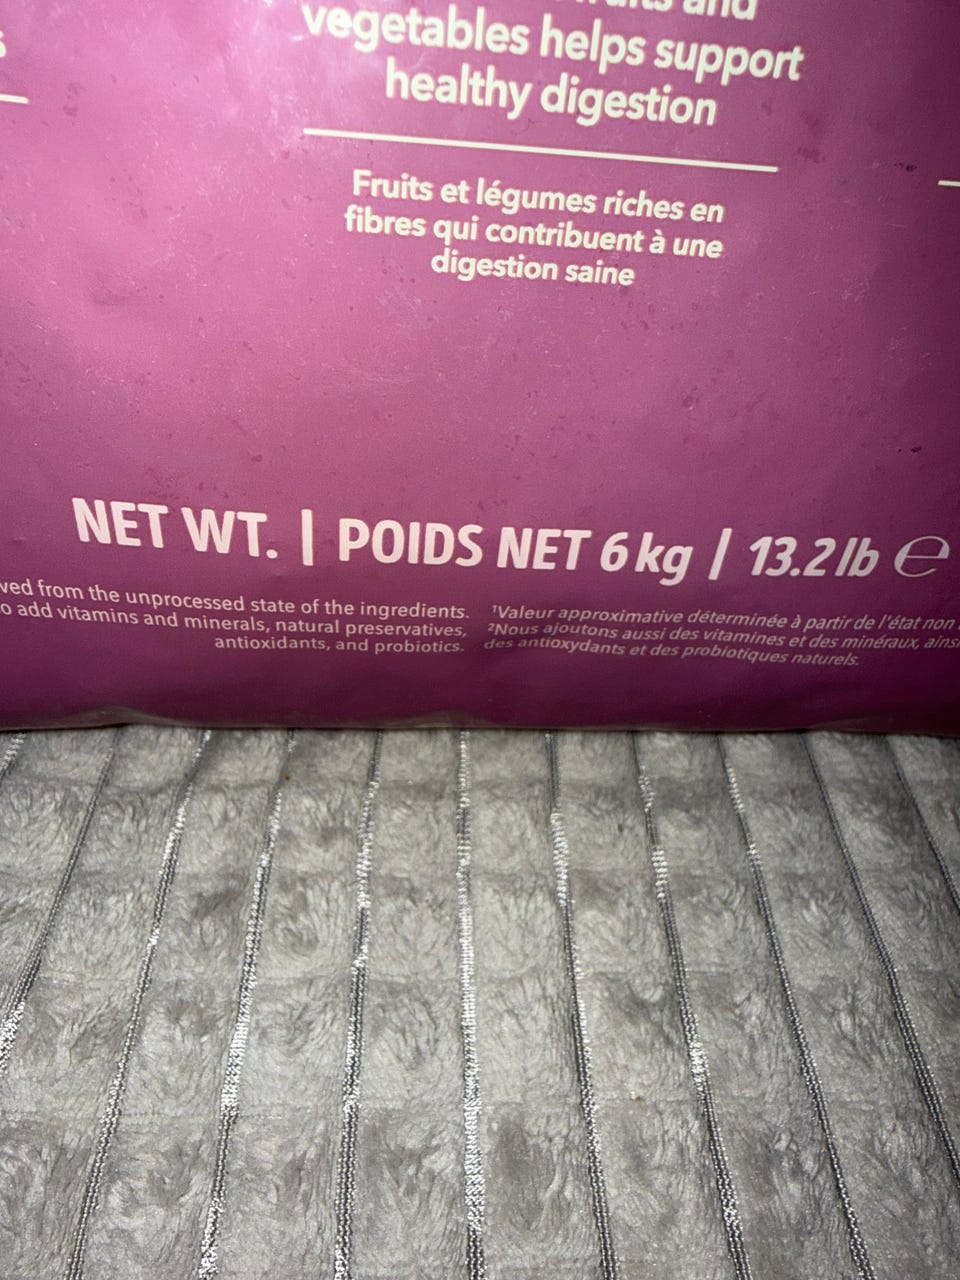 and
vegetables helps support
healthy digestion
Fruits et légumes riches en
fibres qui contribuent à une
digestion saine
NET WT. | POIDS NET 6 kg | 13.2 lb ℮
from the unprocessed state of the ingredients.
add vitamins and minerals, natural preservatives,
antioxidants, and probiotics.
¹Valeur approximative déterminée à partir de l'état non
²Nous ajoutons aussi des vitamines et des minéraux,
des antioxydants et des probiotiques naturels.